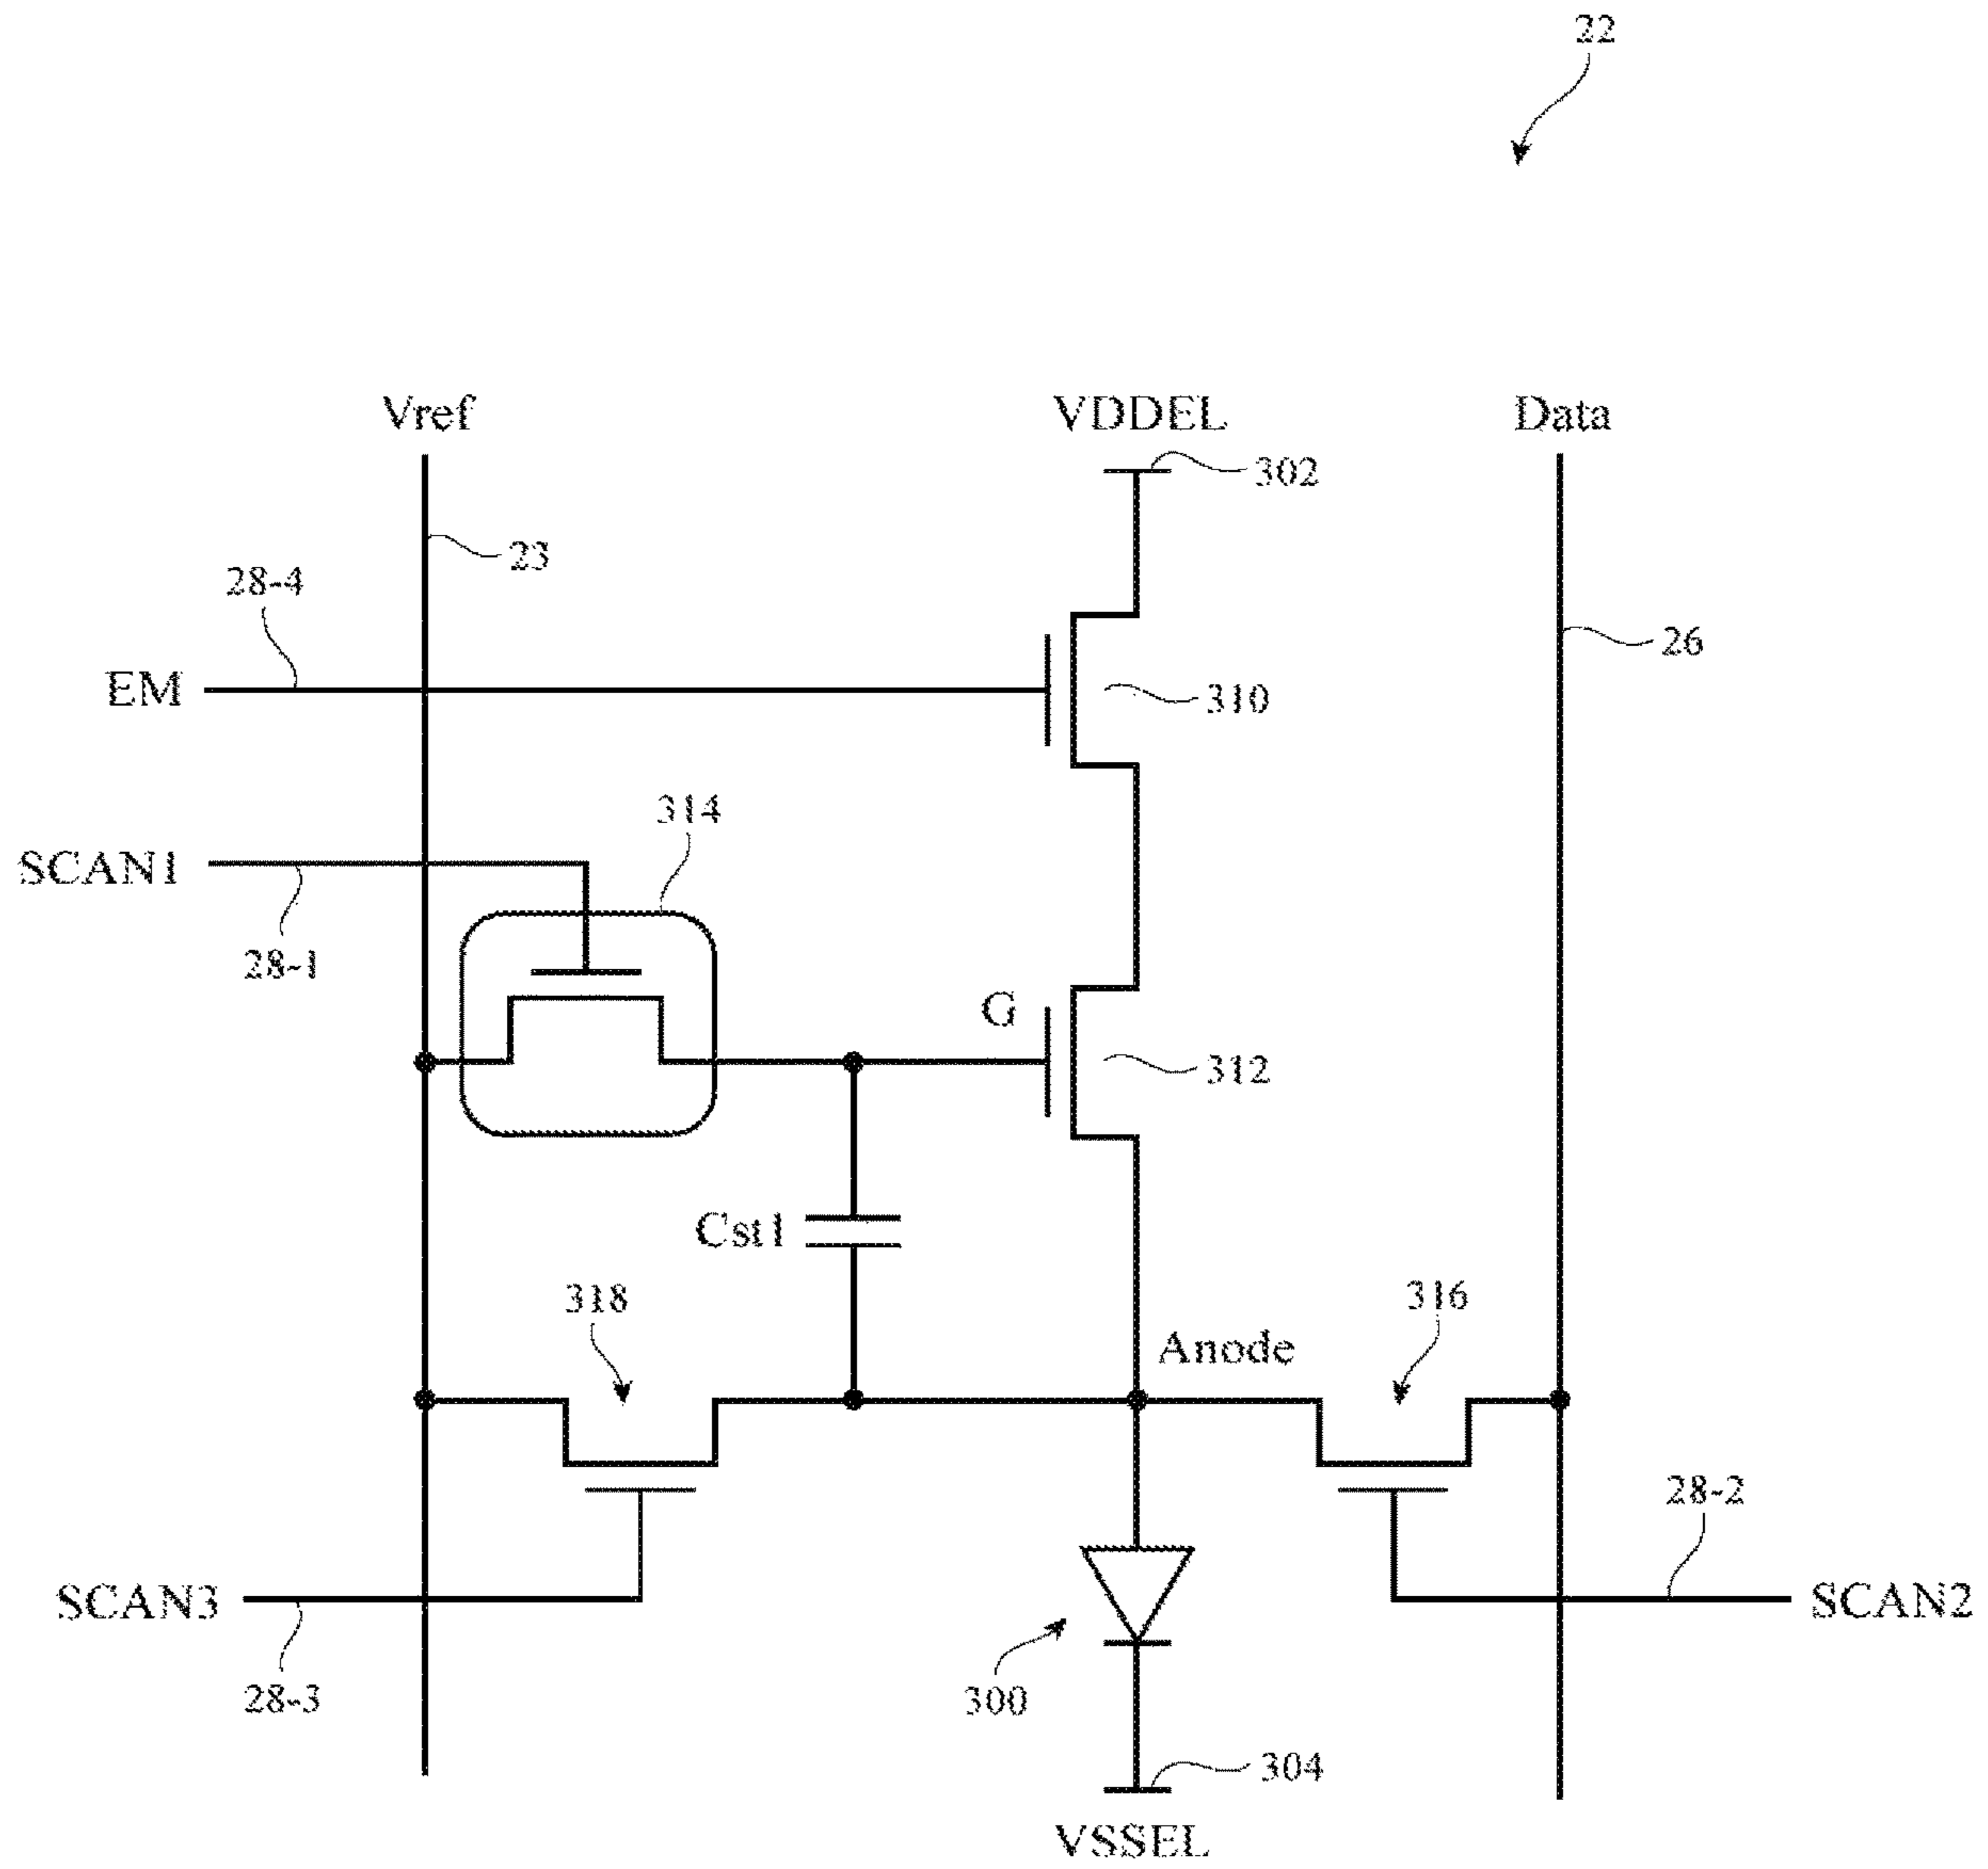 22
Vref
VDDEL
Data
302
23
28-4
26
EM
310
314
SCAN1
28-1
G
312
Cst1
318
316
Anode
28-2
SCAN3
SCAN2
28-3
300
304
VSSEL